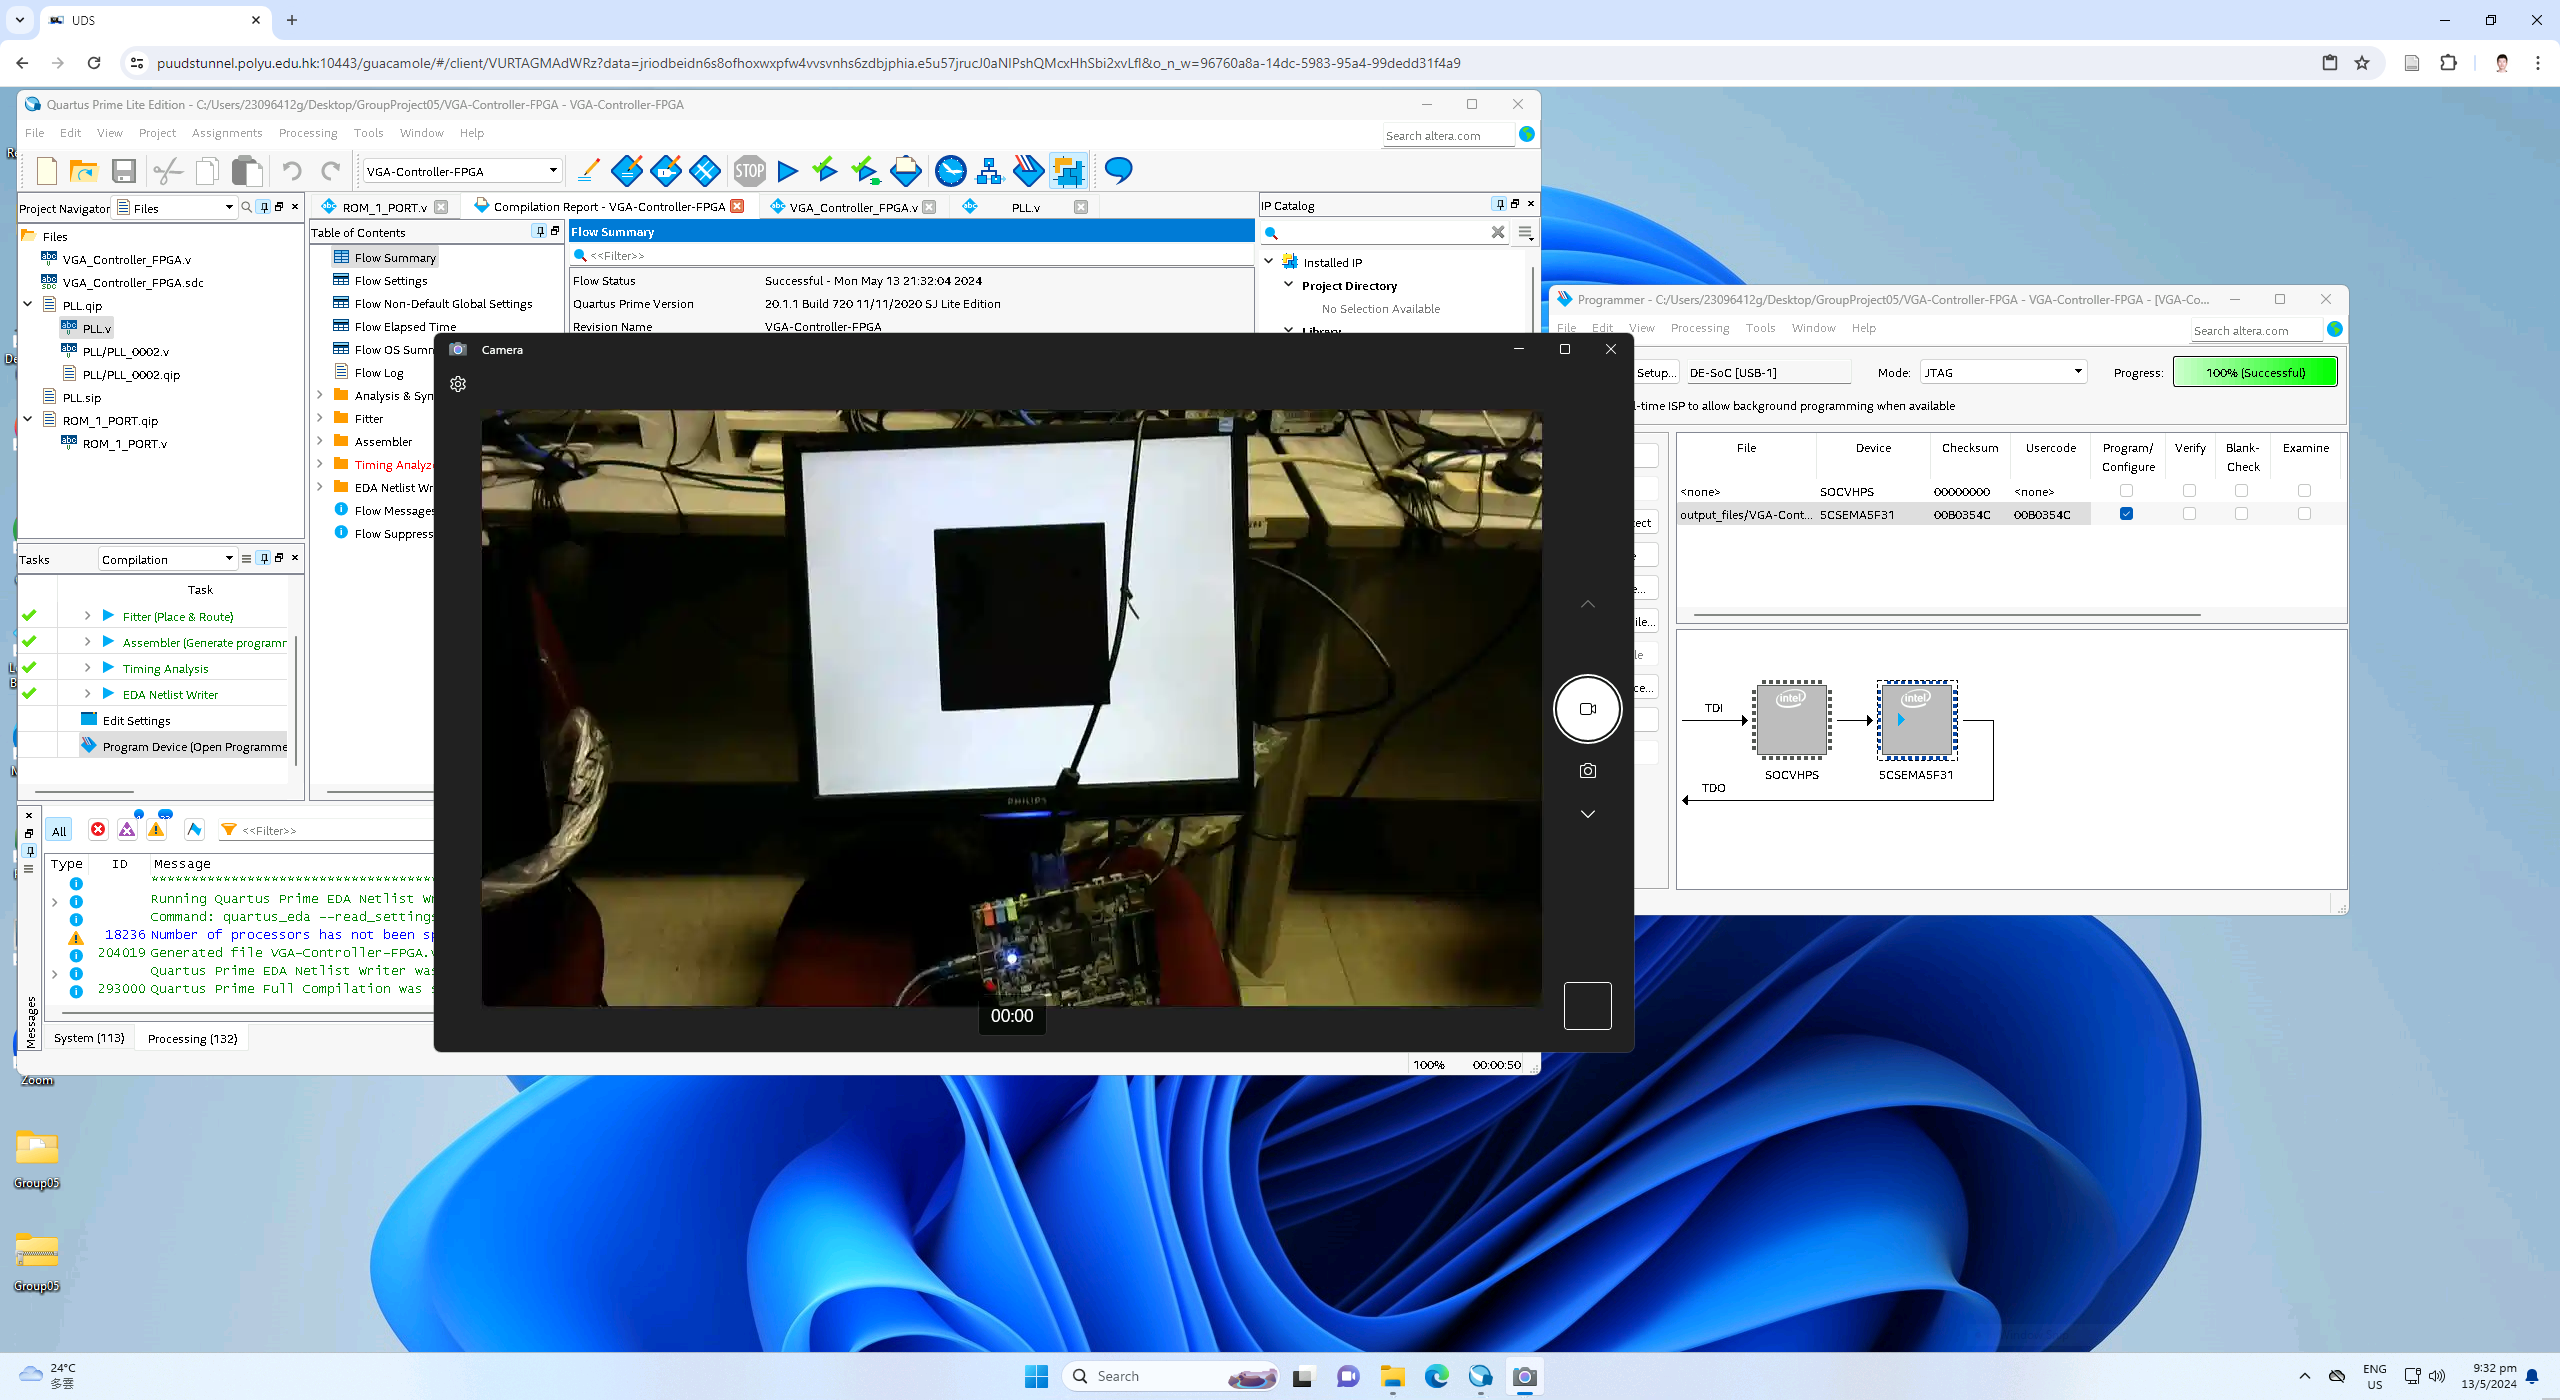 UDS
puudstunnel.polyu.edu.hk:10443/guacamole/#/client/VURTAGMAdWRz?data=jriodbeidn6s8ofhoxwxpfw4vvsvnhs6zdbjphia.e5u57jrucJ0aNIPshQMcxHhSbi2xvLfI&o_n_w=96760a8a-14dc-5983-95a4-99dedd31f4a9
Quartus Prime Lite Edition - C:/Users/23096412g/Desktop/GroupProject05/VGA-Controller-FPGA - VGA-Controller-FPGA
File Edit View Project Assignments Processing Tools Window Help
Search altera.com
STOP
VGA-Controller-FPGA
Project Navigator Files
ROM_1_PORT.v
Compilation Report - VGA-Controller-FPGA
VGA_Controller_FPGA.v
PLL.v
IP Catalog
Files
VGA_Controller_FPGA.v
VGA_Controller_FPGA.sdc
PLL.qip
PLL.v
PLL/PLL_0002.v
PLL/PLL_0002.qip
PLL.sip
ROM_1_PORT.qip
ROM_1_PORT.v
Table of Contents
Flow Summary
Flow Settings
Flow Non-Default Global Settings
Flow Elapsed Time
Flow OS Summ
Flow Log
Analysis & Syn
Fitter
Assembler
Timing Analyz
EDA Netlist Wr
Flow Messages
Flow Suppress
Flow Summary
<<Filter>>
Flow Status Successful - Mon May 13 21:32:04 2024
Quartus Prime Version 20.1.1 Build 720 11/11/2020 SJ Lite Edition
Revision Name VGA-Controller-FPGA
Installed IP
Project Directory
No Selection Available
Library
Tasks Compilation
Task
Fitter (Place & Route)
Assembler (Generate programm
Timing Analysis
EDA Netlist Writer
Edit Settings
Program Device (Open Programme
Camera
PHILIPS
00:00
Programmer - C:/Users/23096412g/Desktop/GroupProject05/VGA-Controller-FPGA - VGA-Controller-FPGA - [VGA-Co...
File Edit View Processing Tools Window Help
Search altera.com
Setup... DE-SoC [USB-1] Mode: JTAG Progress: 100% (Successful)
l-time ISP to allow background programming when available
File Device Checksum Usercode Program/ Configure Verify Blank- Check Examine
<none> SOCVHPS 00000000 <none>
output_files/VGA-Cont... 5CSEMA5F31 00B0354C 00B0354C
TDI
intel
intel
SOCVHPS
5CSEMA5F31
TDO
All <<Filter>>
Type ID Message
Running Quartus Prime EDA Netlist Wr
Command: quartus_eda --read_settings
18236 Number of processors has not been sp
204019 Generated file VGA-Controller-FPGA.v
Quartus Prime EDA Netlist Writer was
293000 Quartus Prime Full Compilation was s
Messages
System (113) Processing (132)
100% 00:00:50
Zoom
Group05
Group05
24°C
多雲
Search
ENG
US
9:32 pm
13/5/2024